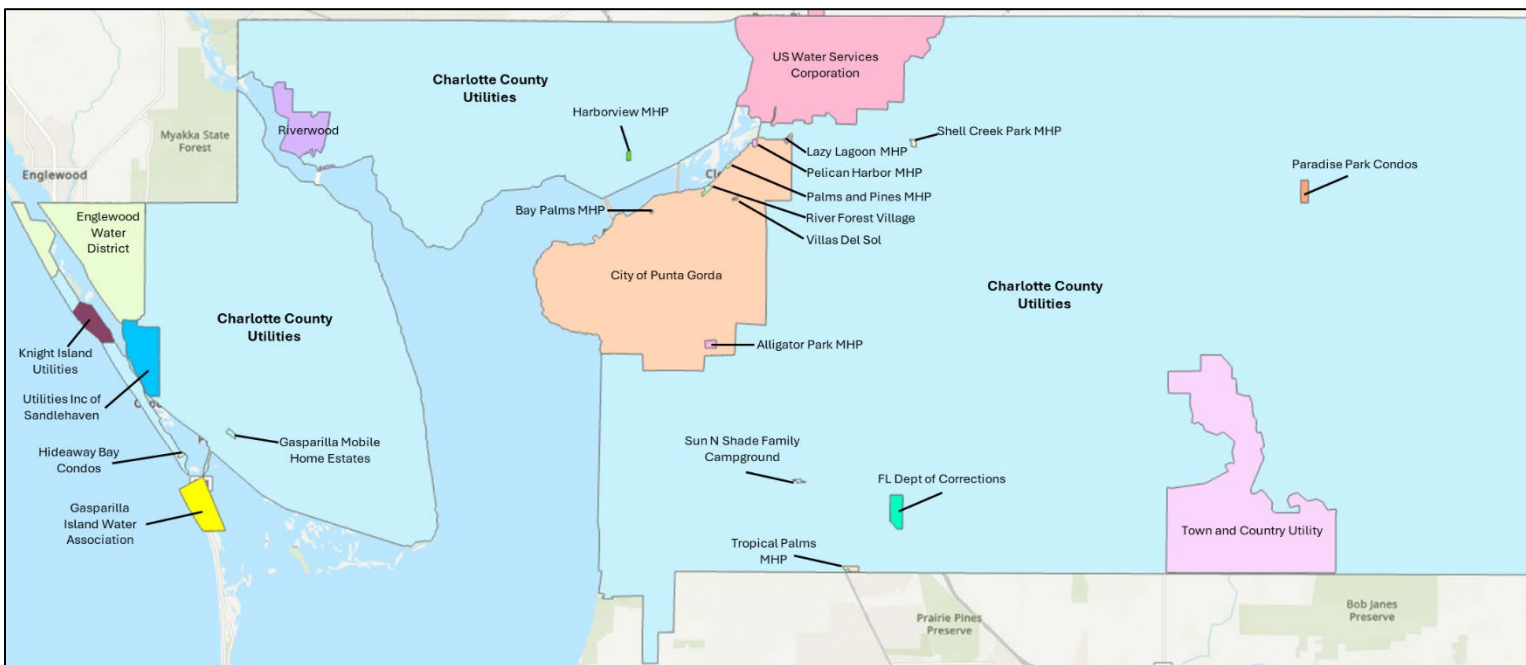 US Water Services
Corporation
Charlotte County
Utilities
Harborview MHP
Riverwood
Myakka State
Forest
Shell Creek Park MHP
Lazy Lagoon MHP
Pelican Harbor MHP
Paradise Park Condos
Englewood
Palms and Pines MHP
Bay Palms MHP
River Forest Village
Villas Del Sol
Englewood
Water
District
City of Punta Gorda
Charlotte County
Utilities
Charlotte County
Utilities
Knight Island
Utilities
Alligator Park MHP
Utilities Inc of
Sandlehaven
Gasparilla Mobile
Home Estates
Hideaway Bay
Condos
Sun N Shade Family
Campground
FL Dept of Corrections
Gasparilla
Island Water
Association
Town and Country Utility
Tropical Palms
MHP
Prairie Pines
Preserve
Bob Janes
Preserve